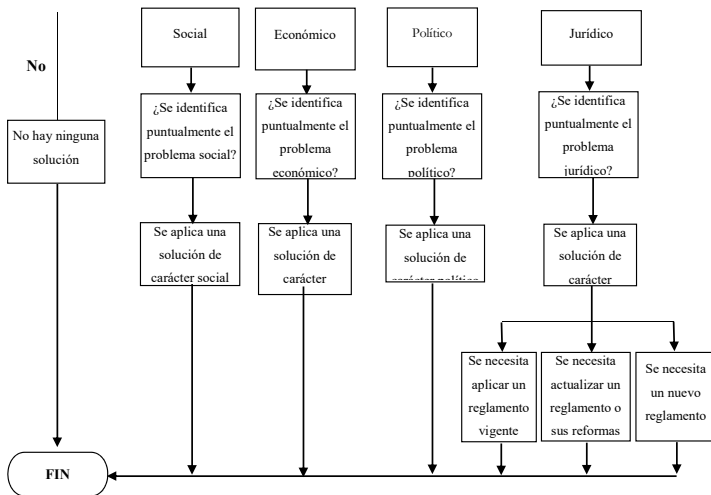 Social
Económico
Político
Jurídico
No
No hay ninguna
solución
¿Se identifica
puntualmente el
problema social?
¿Se identifica
puntualmente el
problema
económico?
¿Se identifica
puntualmente el
problema
político?
¿Se identifica
puntualmente el
problema
jurídico?
Se aplica una
solución de
carácter social
Se aplica una
solución de
carácter
Se aplica una
solución de
carácter político
Se aplica una
solución de
carácter
Se necesita
aplicar un
reglamento
vigente
Se necesita
actualizar un
reglamento o
sus reformas
Se necesita
un nuevo
reglamento
FIN